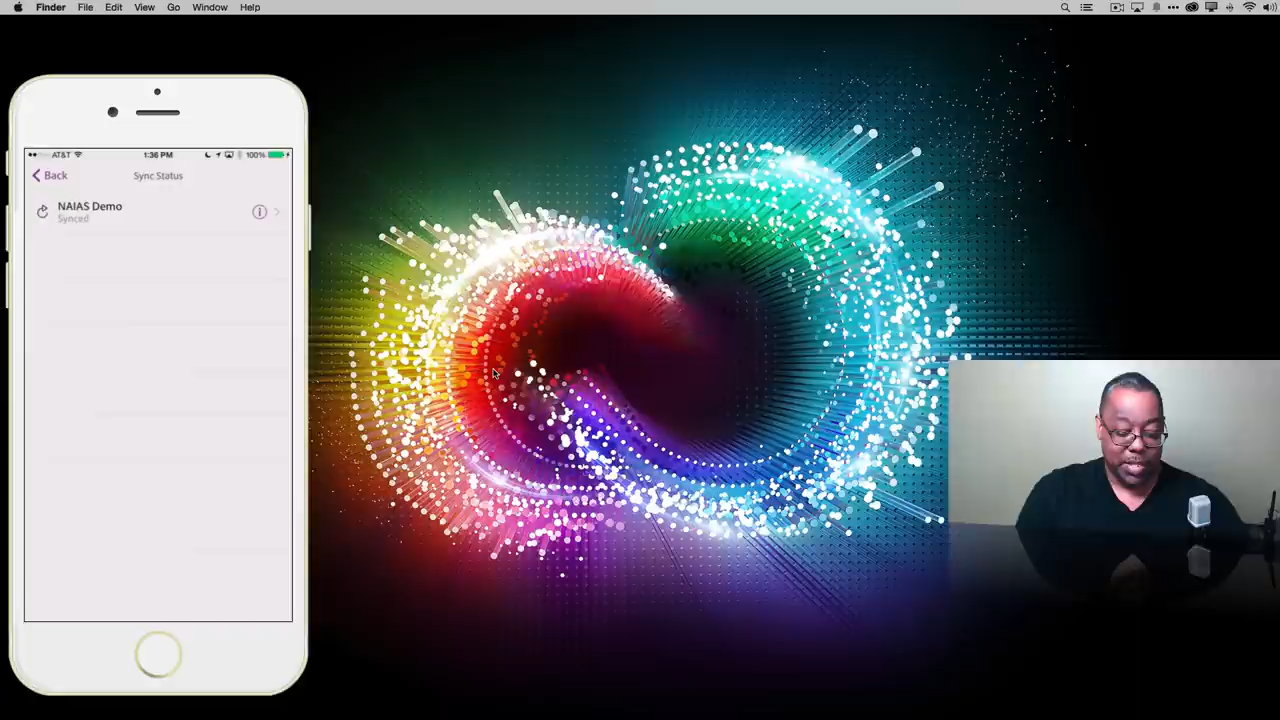 Finder File Edit View Go Window Help
AT&T 1:36 PM 100%
Back Sync Status
NAIAS Demo
Synced